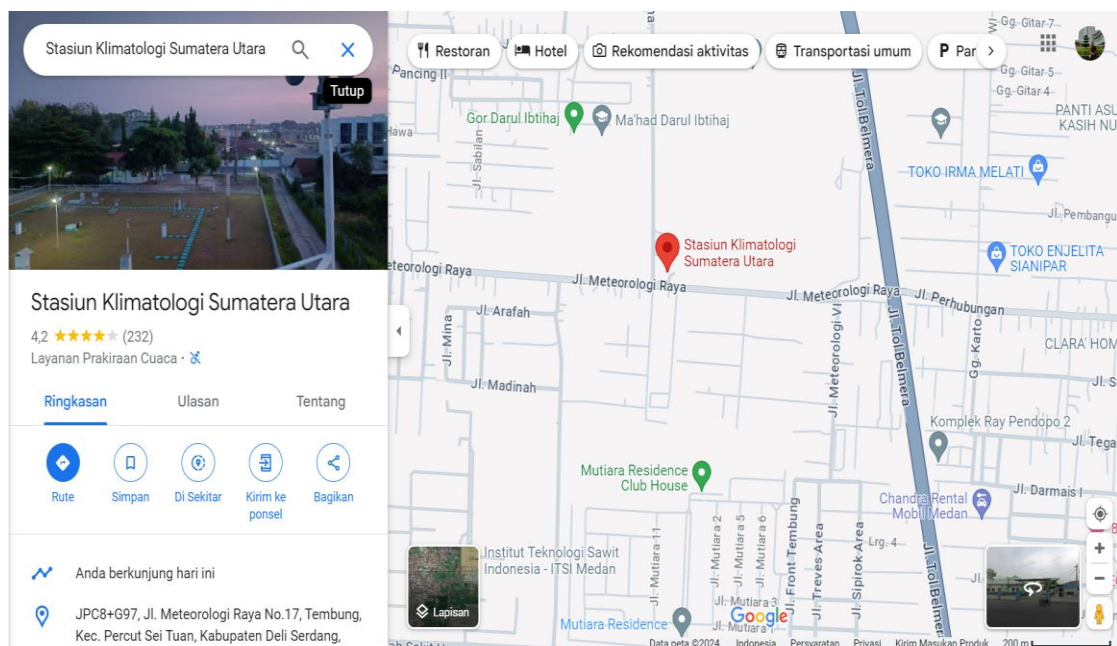 Stasiun Klimatologi Sumatera Utara
Tutup
Stasiun Klimatologi Sumatera Utara
4,2 (232)
Layanan Prakiraan Cuaca ·
Ringkasan Ulasan Tentang
Rute Simpan Di Sekitar Kirim ke ponsel Bagikan
Anda berkunjung hari ini
JPC8+G97, Jl. Meteorologi Raya No.17, Tembung,
Kec. Percut Sei Tuan, Kabupaten Deli Serdang,
Restoran Hotel Rekomendasi aktivitas Transportasi umum P Par
Gg. Gitar 7
Pancing II
Gg. Gitar 5
Gg. Gitar 4
Jl. Tol Belmera
Gor Darul Ibtihaj
Ma'had Darul Ibtihaj
PANTI ASU
KASIH NU
Jl. Sabilan
TOKO IRMA MELATI
Jl. Pembangu
Stasiun Klimatologi
Sumatera Utara
TOKO ENJELITA
SIANIPAR
eteorologi Raya
Jl. Meteorologi Raya
Jl. Meteorologi Raya
Jl. Perhubungan
Jl. Arafah
Jl. Mina
Jl. Tol Belmera
Gg. Karto
CLARA' HOM
Jl. Meteorologi VI
Jl. Madinah
Jl. S
Komplek Ray Pendopo 2
Jl. Tega
Mutiara Residence
Club House
Chandra Rental
Mobil Medan
Jl. Darmais I
Institut Teknologi Sawit
Indonesia - ITSI Medan
Jl. Mutiara 11
Jl. Mutiara 2
Jl. Mutiara 5
Jl. Mutiara 6
Jl. Front Tembung
Jl. Treves Area
Jl. Sipirok Area
Lrg. 4
Jl. Tol Belmera
Jl. Mutiara 3
Lapisan
Google
Mutiara Residence
Jl. Mutiara 1
Data peta ©2024 Indonesia Persyaratan Privasi Kirim Masukan Produk 200 m